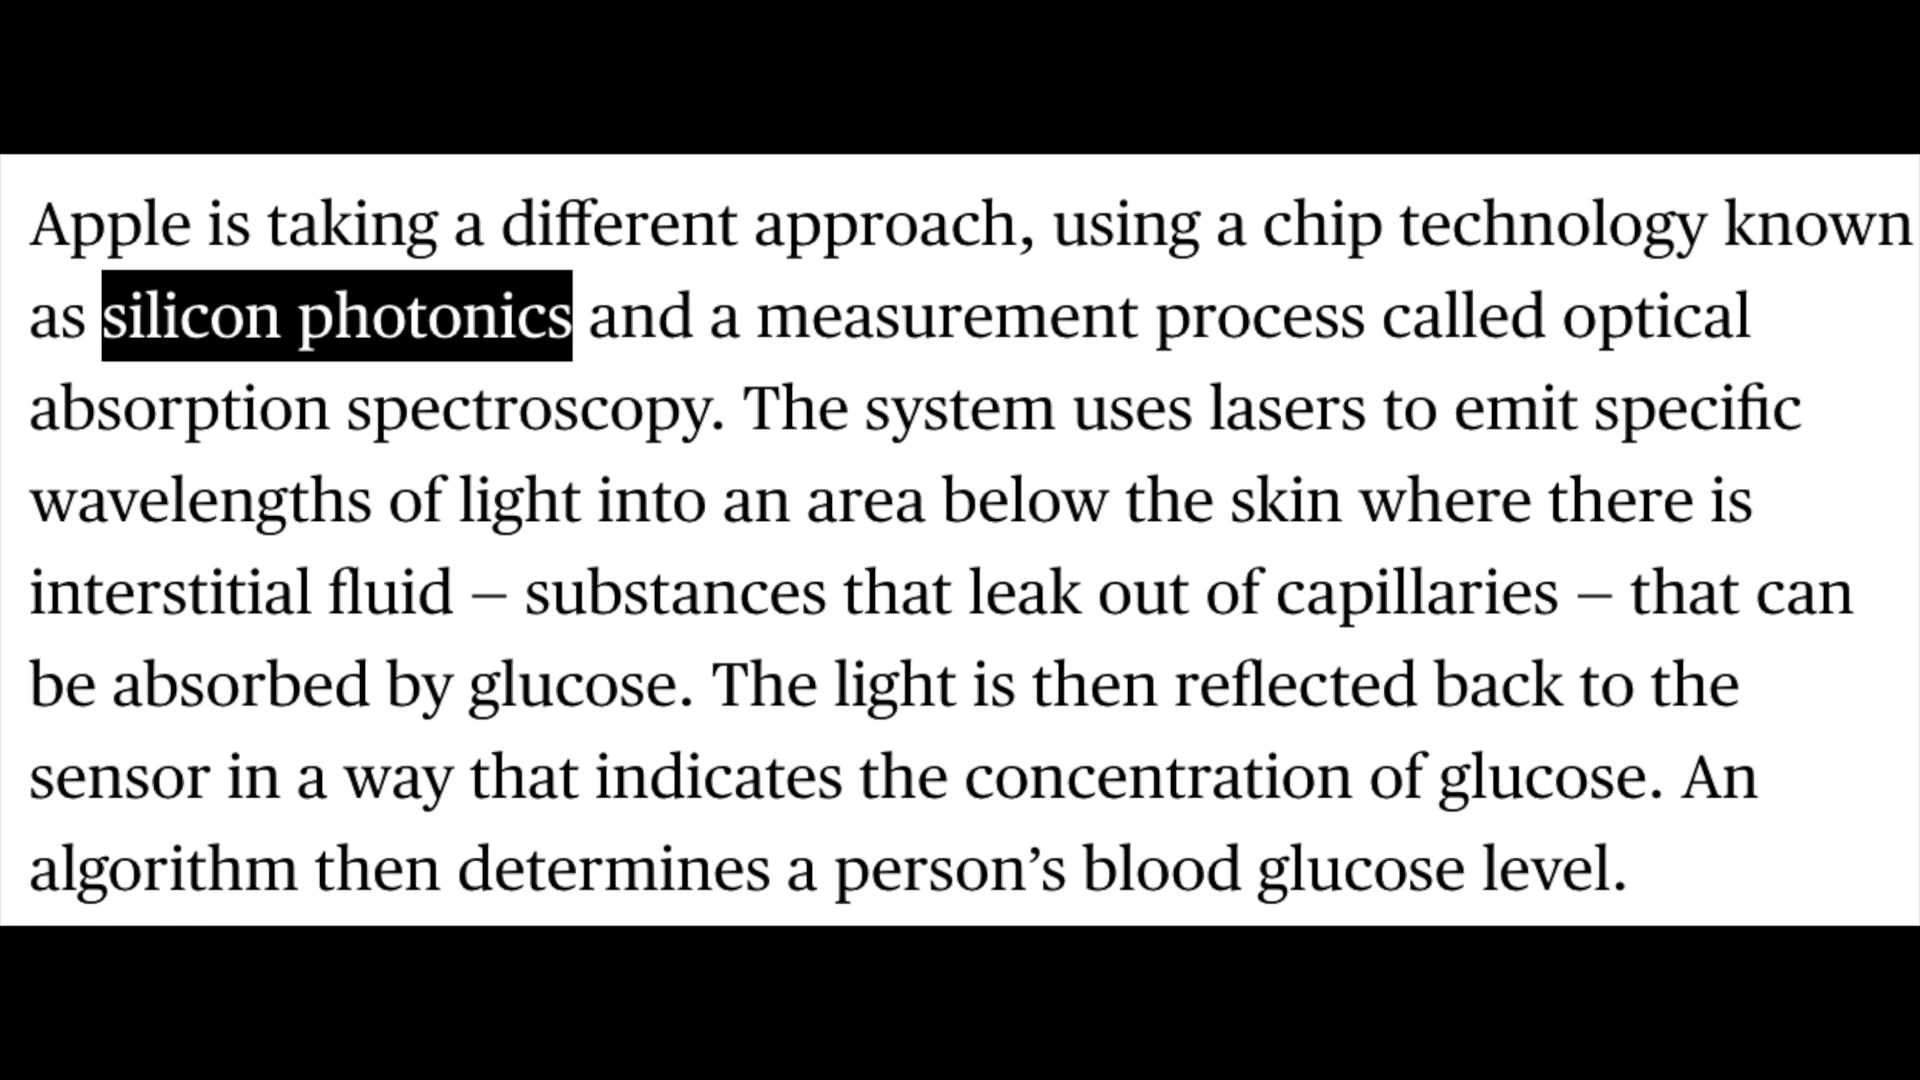 Apple is taking a different approach, using a chip technology known
as silicon photonics and a measurement process called optical
absorption spectroscopy. The system uses lasers to emit specific
wavelengths of light into an area below the skin where there is
interstitial fluid – substances that leak out of capillaries – that can
be absorbed by glucose. The light is then reflected back to the
sensor in a way that indicates the concentration of glucose. An
algorithm then determines a person’s blood glucose level.